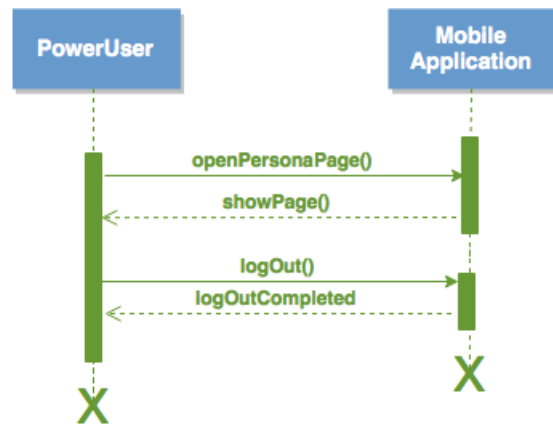 PowerUser
Mobile
Application
openPersonaPage()
showPage()
logOut()
logOutCompleted
X
X